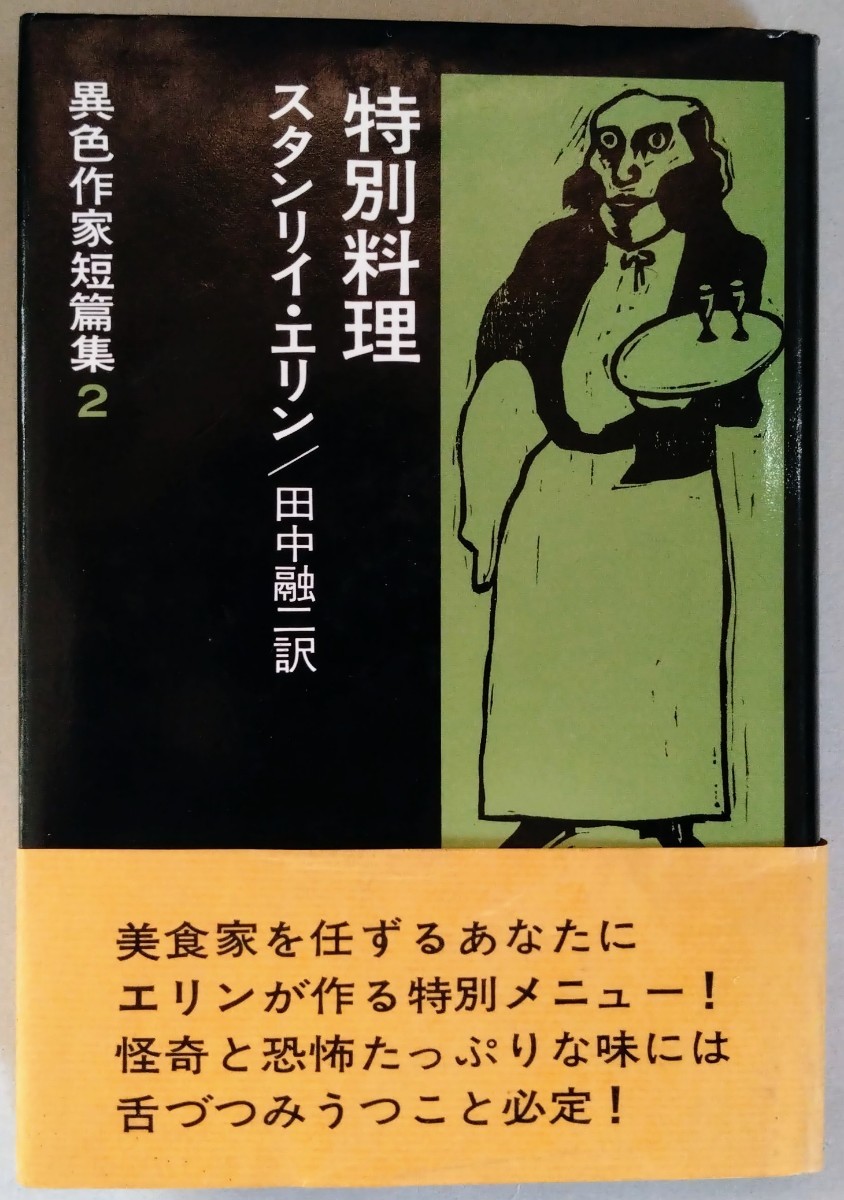 特別料理
スタンリイ・エリン／田中融二訳
異色作家短篇集2
美食家を任ずるあなたに
エリンが作る特別メニュー！
怪奇と恐怖たっぷりな味には
舌づつみうつこと必定！